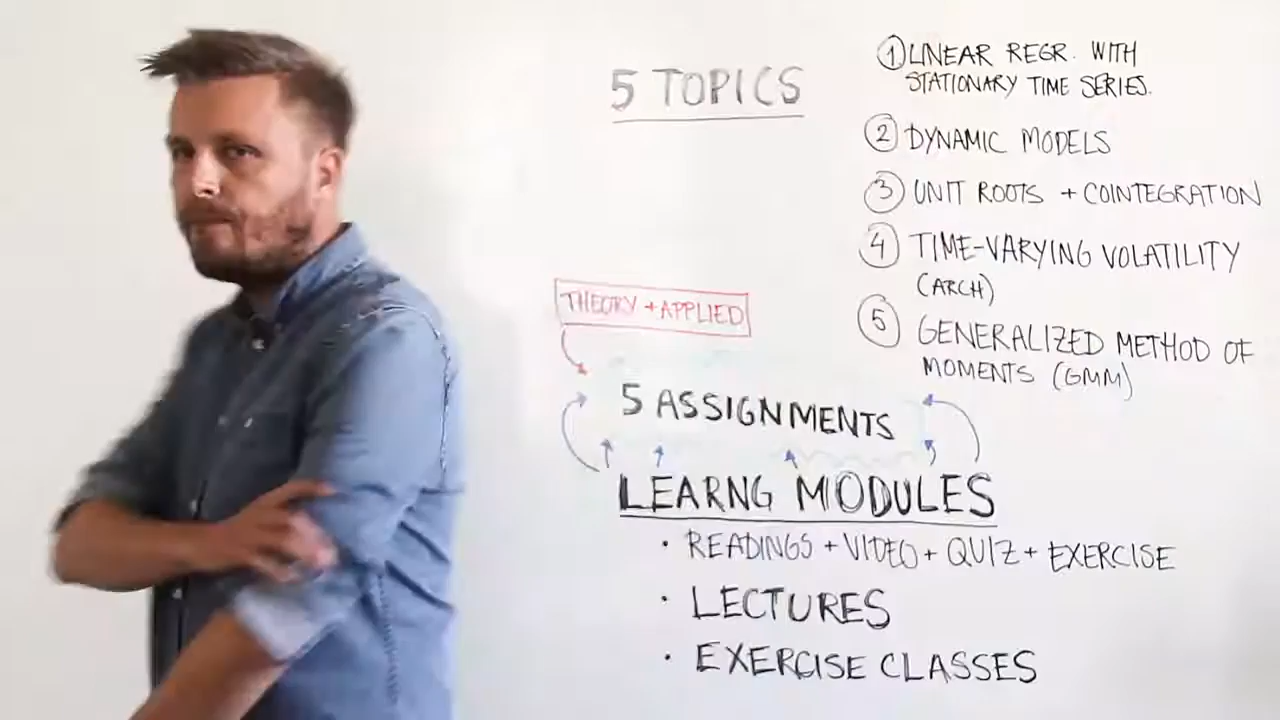 5 TOPICS
① LINEAR REGR. WITH
STATIONARY TIME SERIES.
② DYNAMIC MODELS
③ UNIT ROOTS + COINTEGRATION
④ TIME-VARYING VOLATILITY
(ARCH)
⑤ GENERALIZED METHOD OF
MOMENTS (GMM)
THEORY + APPLIED
5 ASSIGNMENTS
LEARNG MODULES
• READINGS + VIDEO + QUIZ + EXERCISE
• LECTURES
• EXERCISE CLASSES